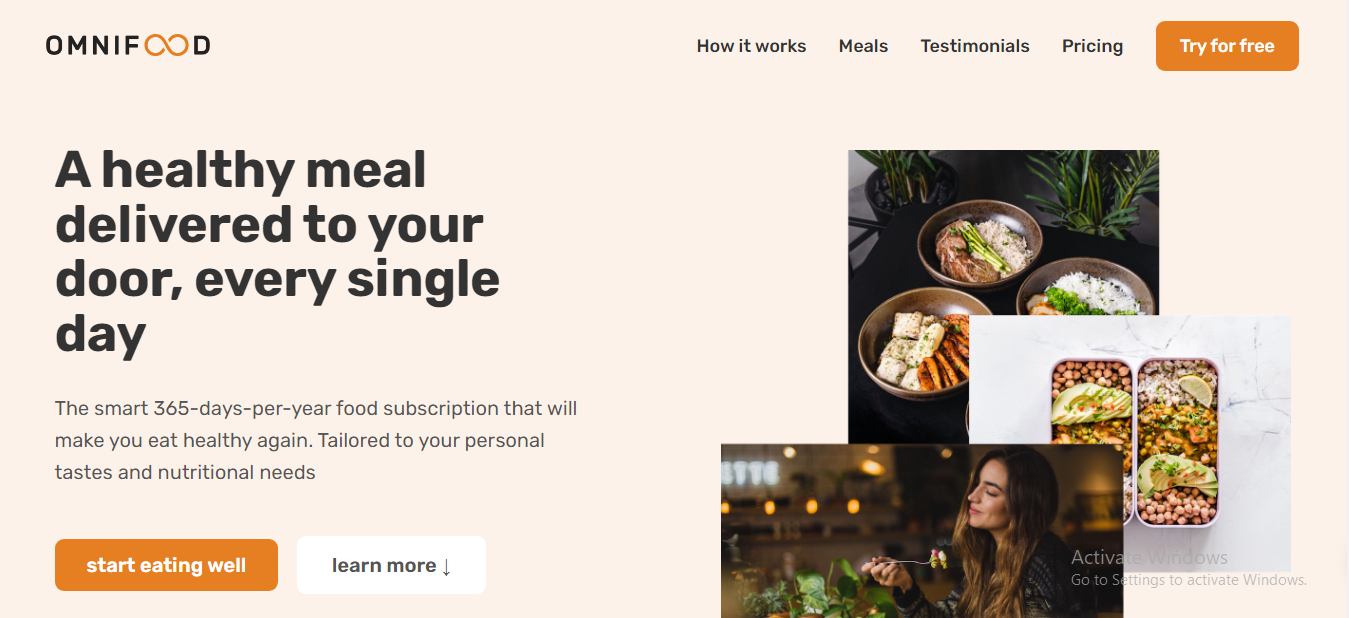 OMNIFOOD
How it works Meals Testimonials Pricing Try for free
A healthy meal
delivered to your
door, every single
day
The smart 365-days-per-year food subscription that will
make you eat healthy again. Tailored to your personal
tastes and nutritional needs
start eating well learn more ↓
Activate Windows
Go to Settings to activate Windows.